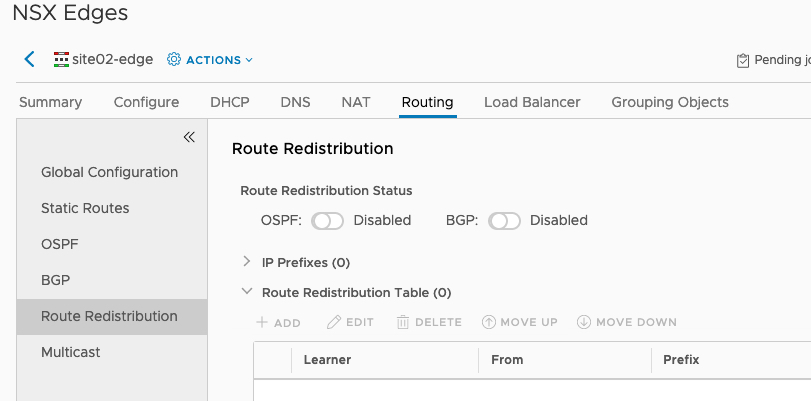 NSX Edges
site02-edge ACTIONS
Summary Configure DHCP DNS NAT Routing Load Balancer Grouping Objects
Global Configuration
Static Routes
OSPF
BGP
Route Redistribution
Multicast
Route Redistribution
Route Redistribution Status
OSPF: Disabled BGP: Disabled
IP Prefixes (0)
Route Redistribution Table (0)
ADD EDIT DELETE MOVE UP MOVE DOWN
Learner From Prefix
Pending